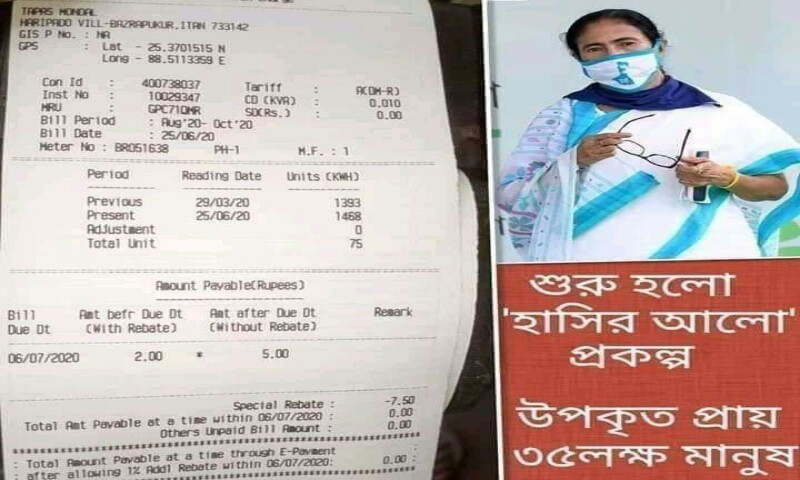 TAPAS MONDAL
HARIPADO VILL-BAZRAPUKUR,ITAN 733142
GIS P No. : NA
GPS : Lat - 25.3701515 N
Long - 88.5113359 E
Con Id : 400738037 Tariff : A(DM-R)
Inst No : 10029347 CD (KVA) : 0.010
MRU : GPC71QMR SD(Rs.) : 0.00
Bill Period : Aug'20- Oct'20
Bill Date : 25/06/20
Meter No : BR051638 PH-1 M.F. : 1
Period Reading Date Units (KWH)
Previous 29/03/20 1393
Present 25/06/20 1468
Adjustment 0
Total Unit 75
Amount Payable(Rupees)
Bill Amt befr Due Dt Amt after Due Dt Remark
Due Dt (With Rebate) (Without Rebate)
06/07/2020 2.00 * 5.00
Special Rebate : -7.50
Total Amt Payable at a time within 06/07/2020 : 0.00
Others Unpaid Bill Amount : 0.00
: Total Amount Payable at a time through E-Payment :
: after allowing 1% Addl Rebate within 06/07/2020: 0.00 :
শুরু হলো
'হাসির আলো'
প্রকল্প
উপকৃত প্রায়
৩৫লক্ষ মানুষ